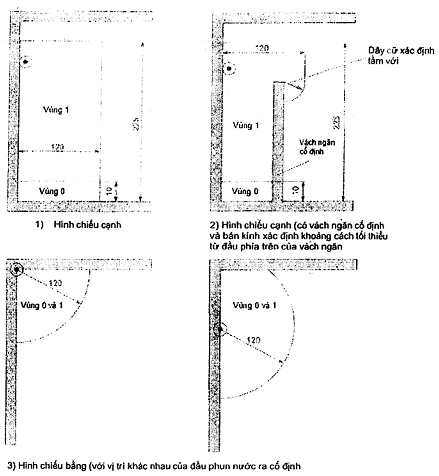 120
Dây cữ xác định
tầm với
Vùng 1
225
Vùng 1
225
Vách ngăn
cố định
120
Vùng 0
10
Vùng 0
10
1) Hình chiếu cạnh
2) Hình chiếu cạnh (có vách ngăn cố định
và bán kính xác định khoảng cách tối thiểu
từ đầu phía trên của vách ngăn
120
Vùng 0 và 1
Vùng 0 và 1
120
3) Hình chiếu bằng (với vị trí khác nhau của đầu phun nước ra cố định